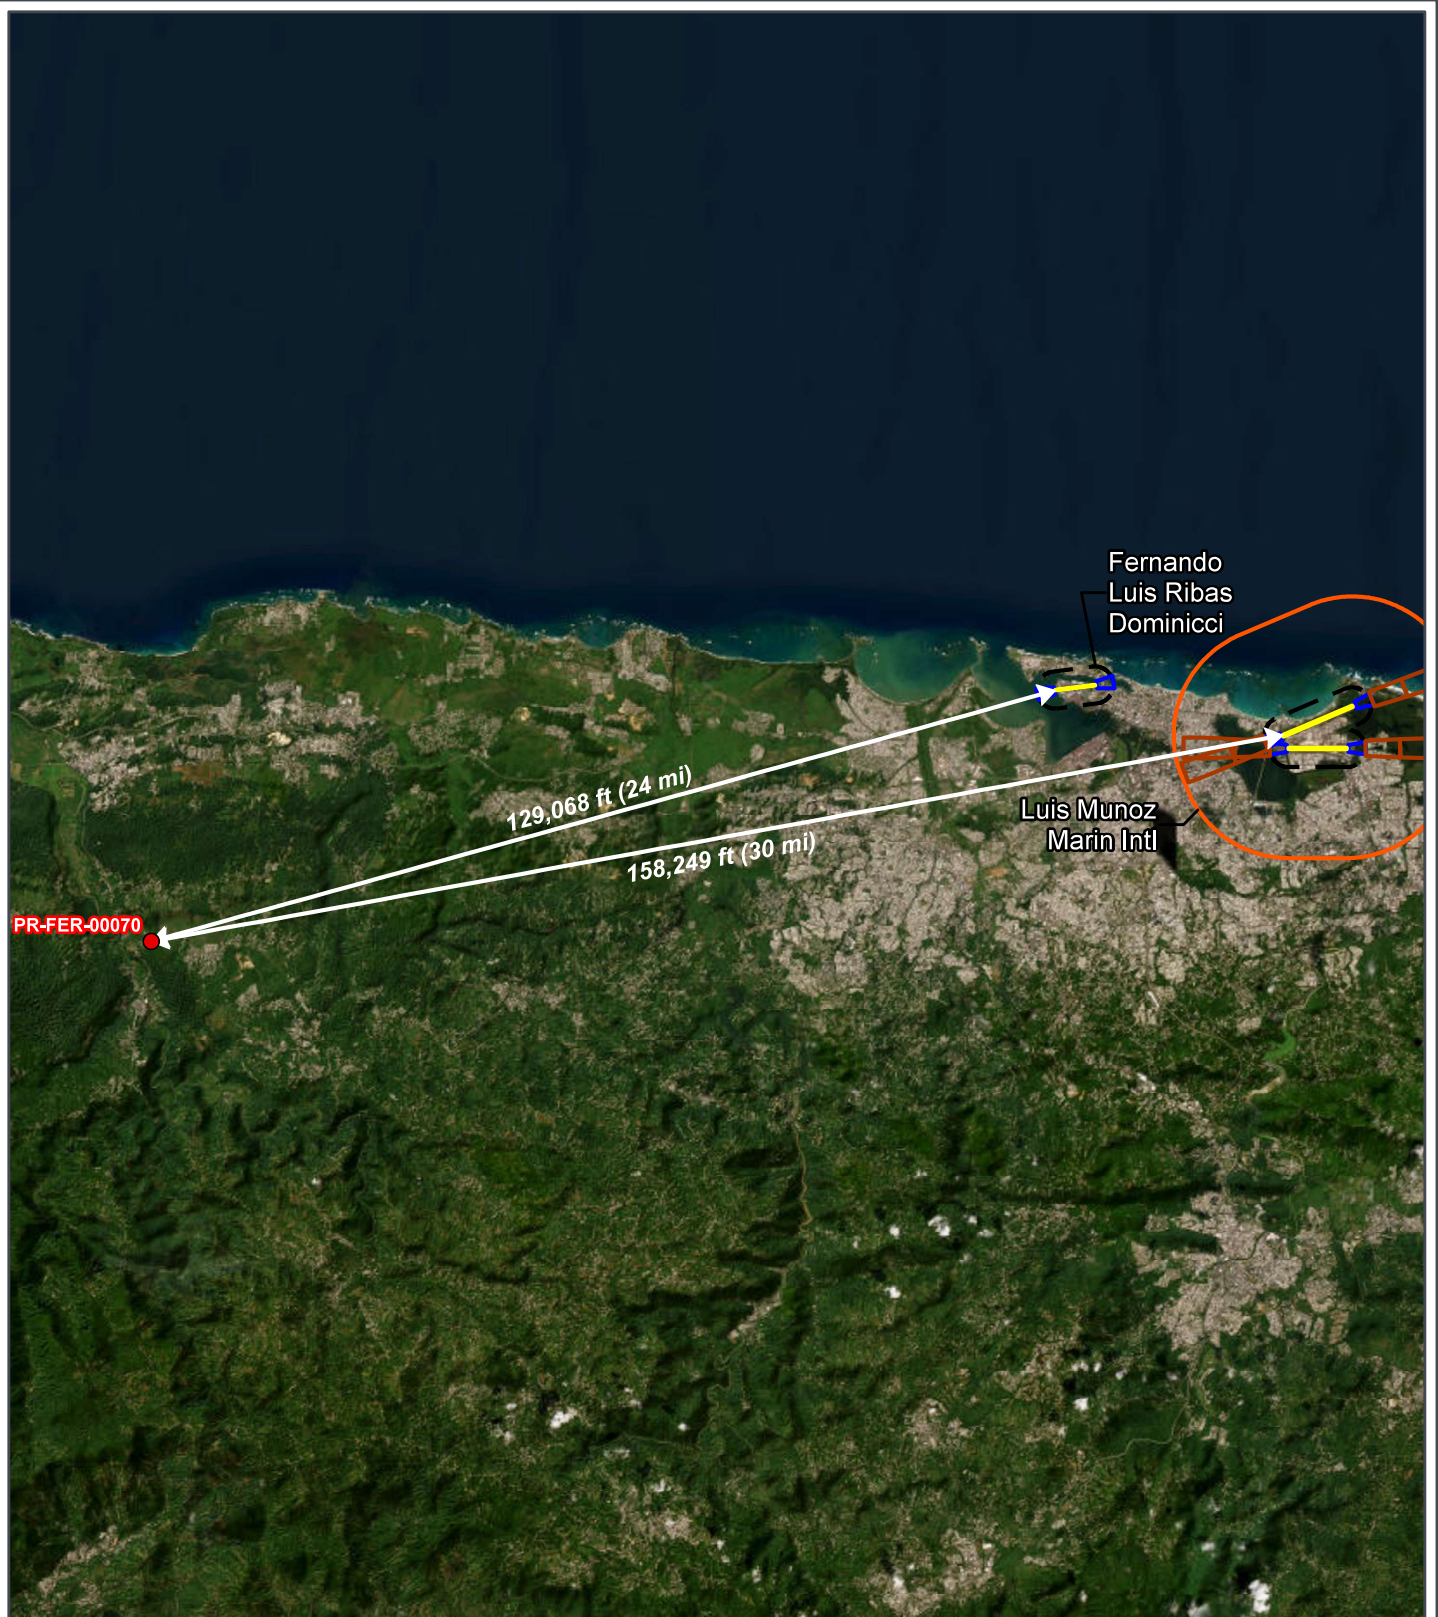 Fernando
Luis Ribas
Dominicci
129,068 ft (24 mi)
Luis Munoz
Marin Intl
158,249 ft (30 mi)
PR-FER-00070